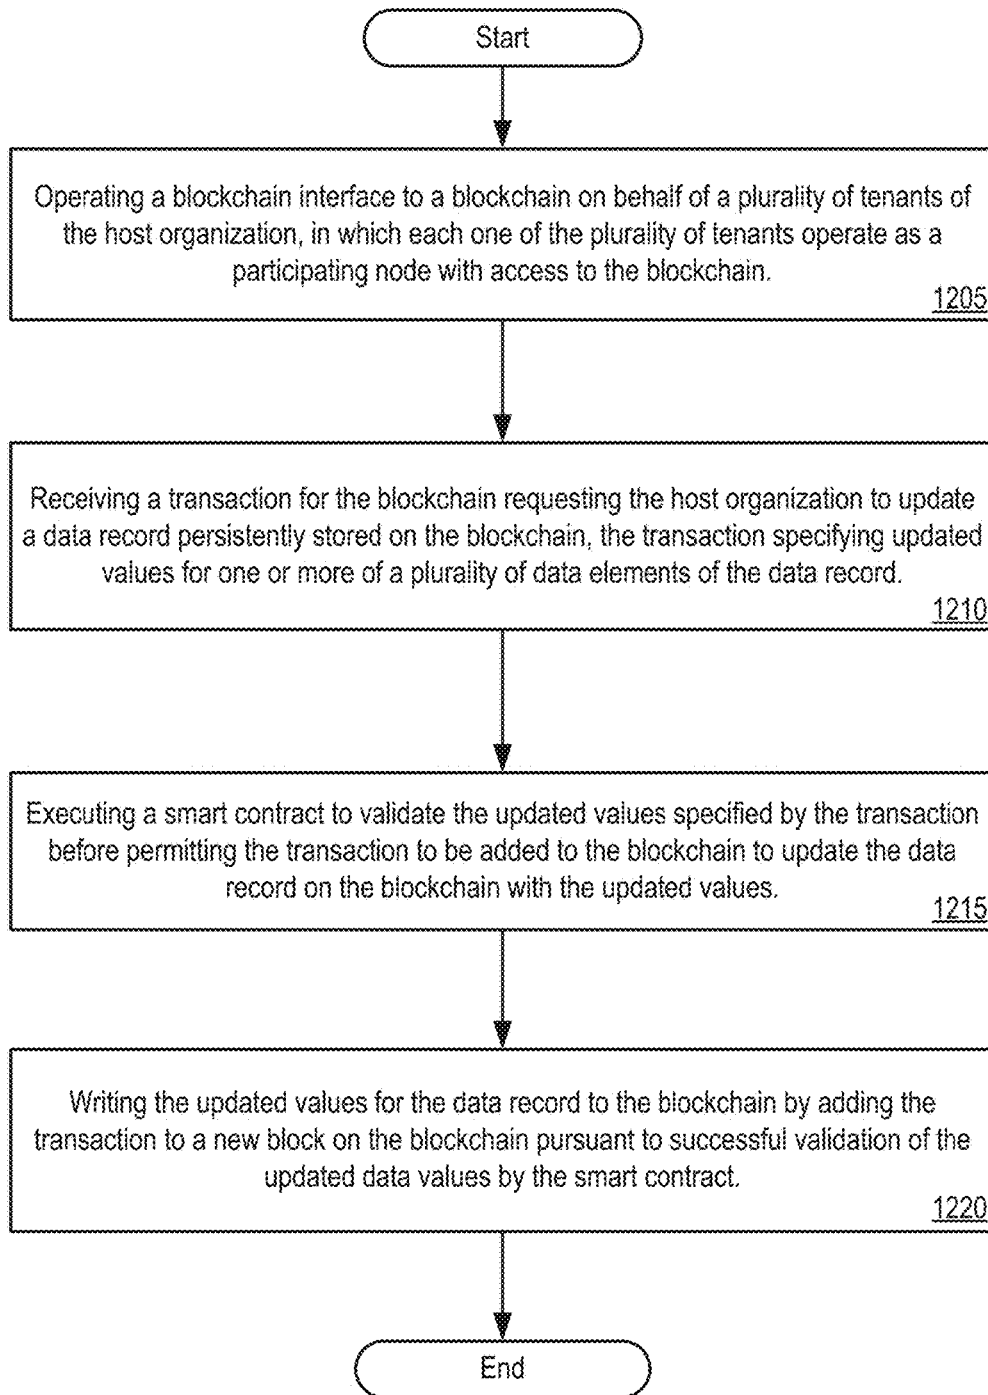 Start
Operating a blockchain interface to a blockchain on behalf of a plurality of tenants of
the host organization, in which each one of the plurality of tenants operate as a
participating node with access to the blockchain.
1205
Receiving a transaction for the blockchain requesting the host organization to update
a data record persistently stored on the blockchain, the transaction specifying updated
values for one or more of a plurality of data elements of the data record.
1210
Executing a smart contract to validate the updated values specified by the transaction
before permitting the transaction to be added to the blockchain to update the data
record on the blockchain with the updated values.
1215
Writing the updated values for the data record to the blockchain by adding the
transaction to a new block on the blockchain pursuant to successful validation of the
updated data values by the smart contract.
1220
End